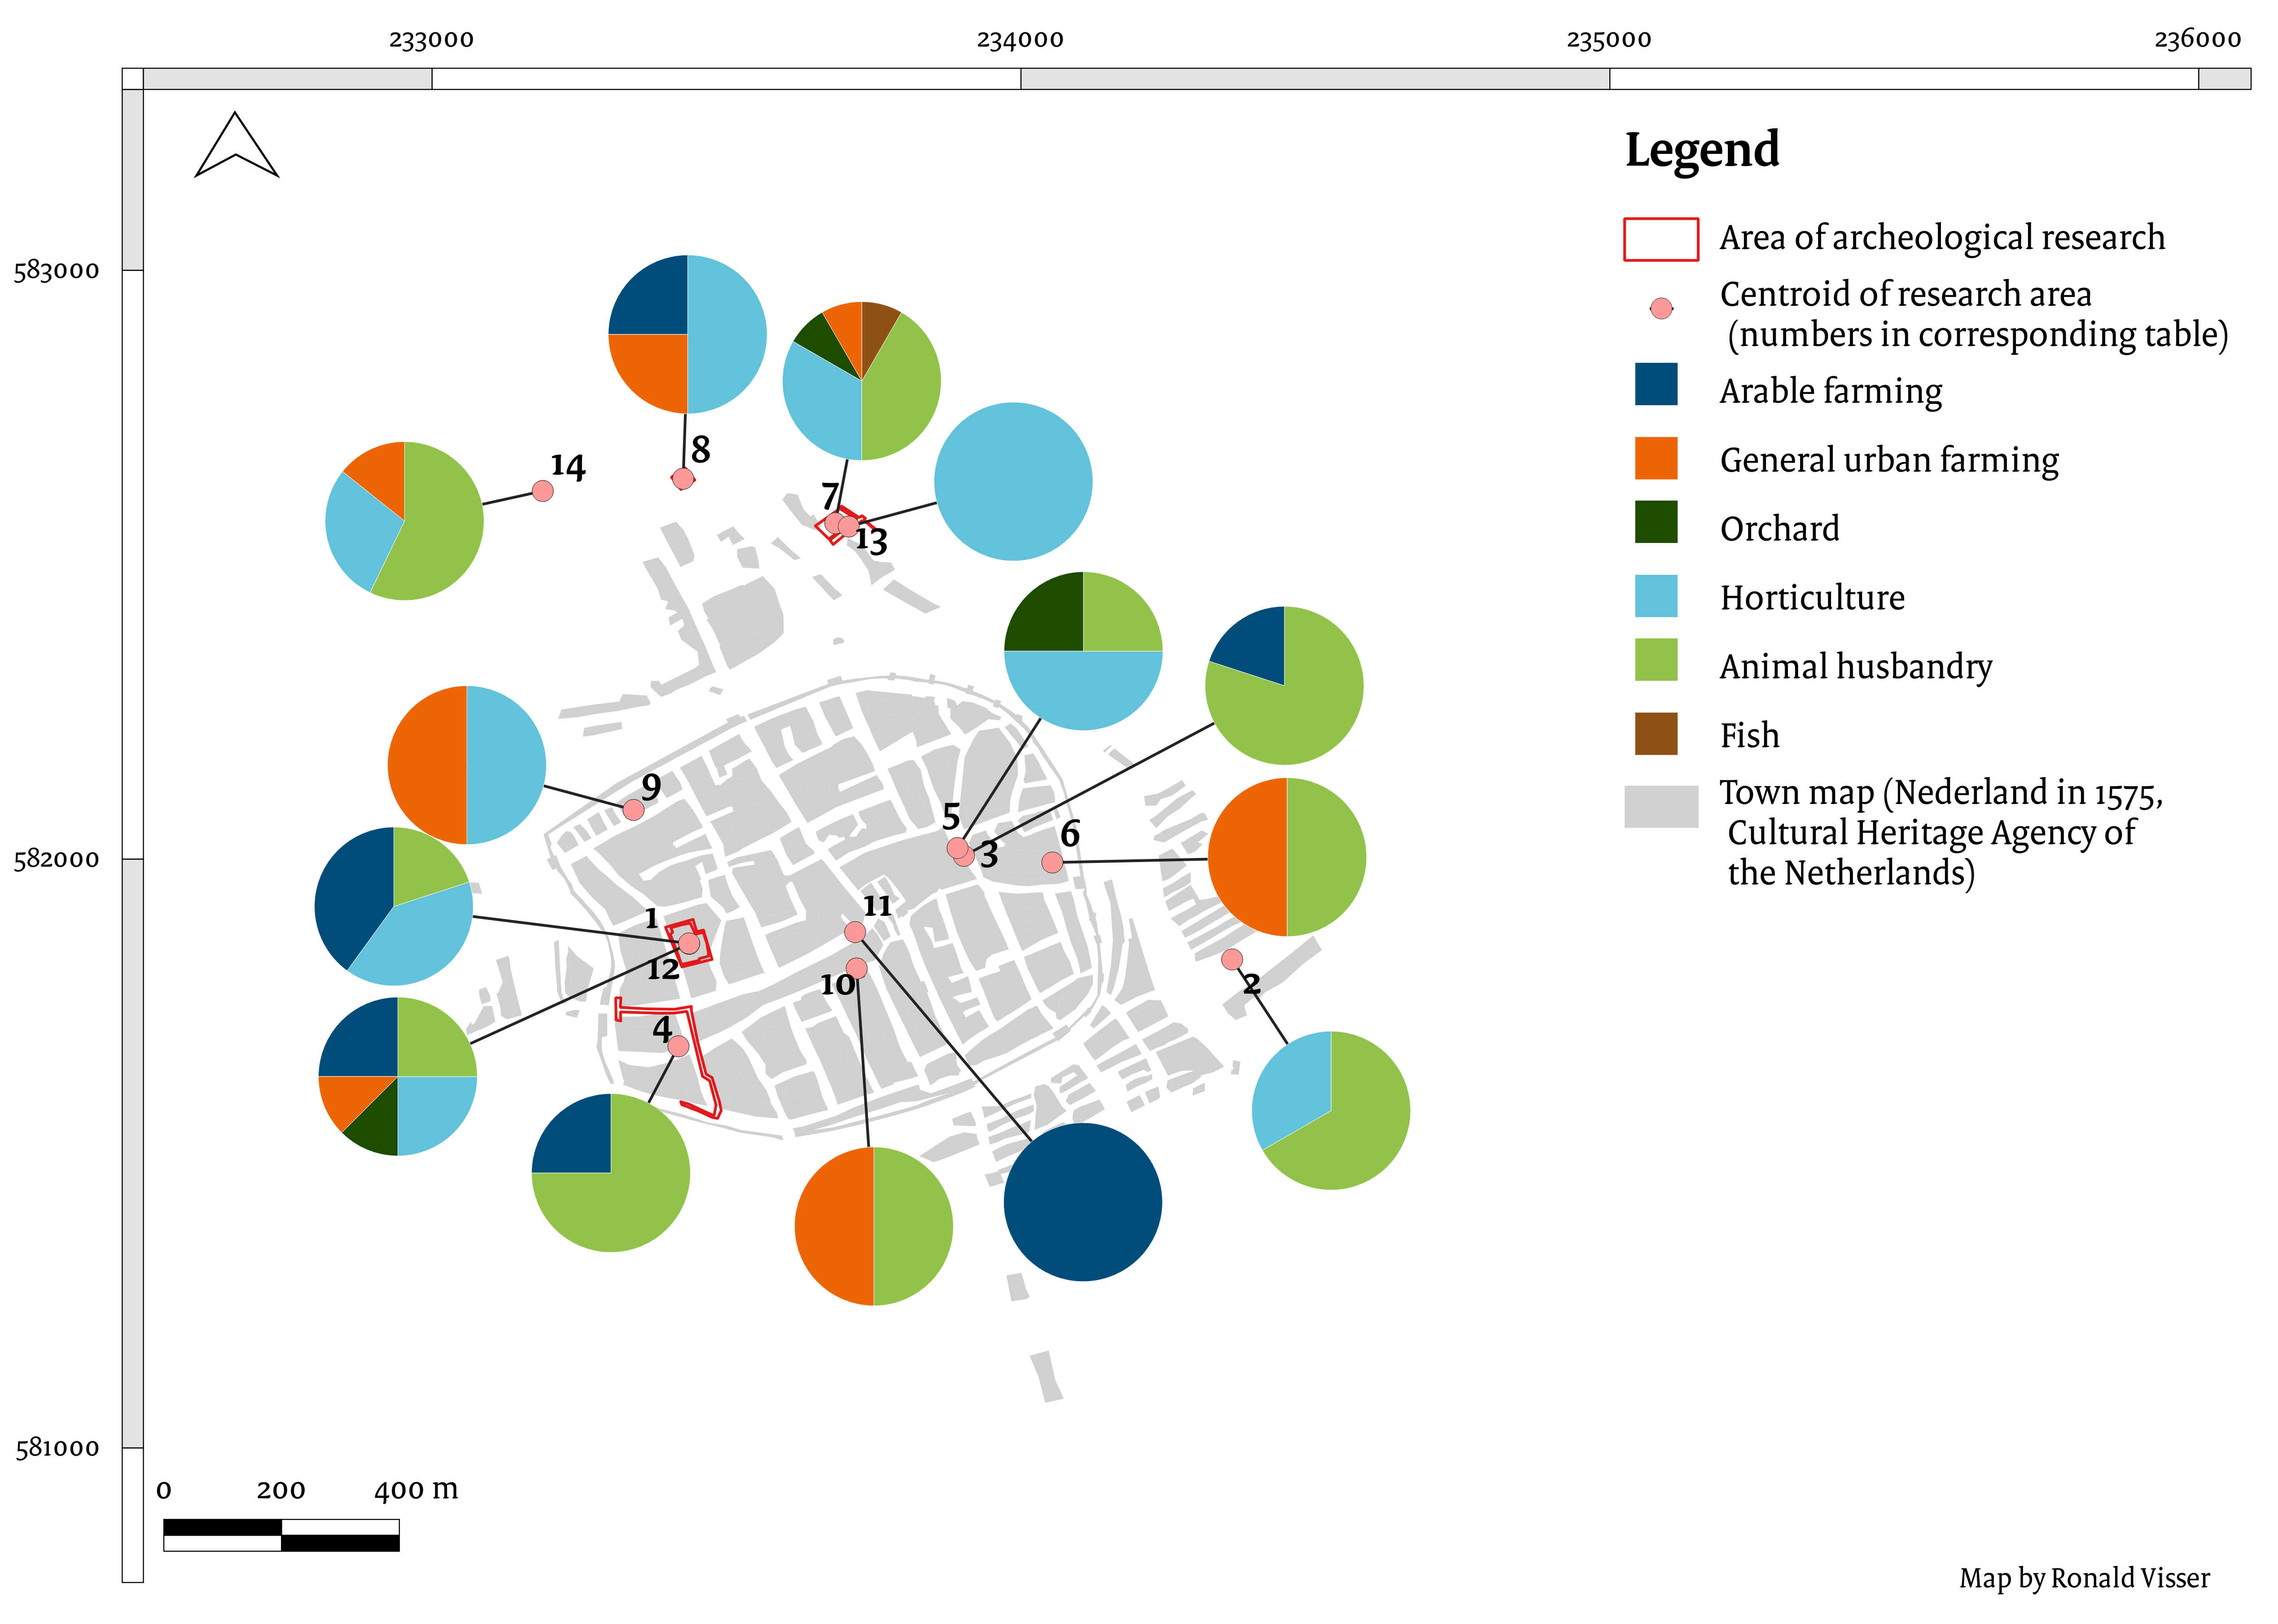 233000
234000
235000
236000
583000
582000
581000
Legend
Area of archeological research
Centroid of research area
(numbers in corresponding table)
Arable farming
General urban farming
Orchard
Horticulture
Animal husbandry
Fish
Town map (Nederland in 1575,
Cultural Heritage Agency of
the Netherlands)
8
14
7
13
9
5
3
6
1
12
11
10
2
4
0 200 400 m
Map by Ronald Visser